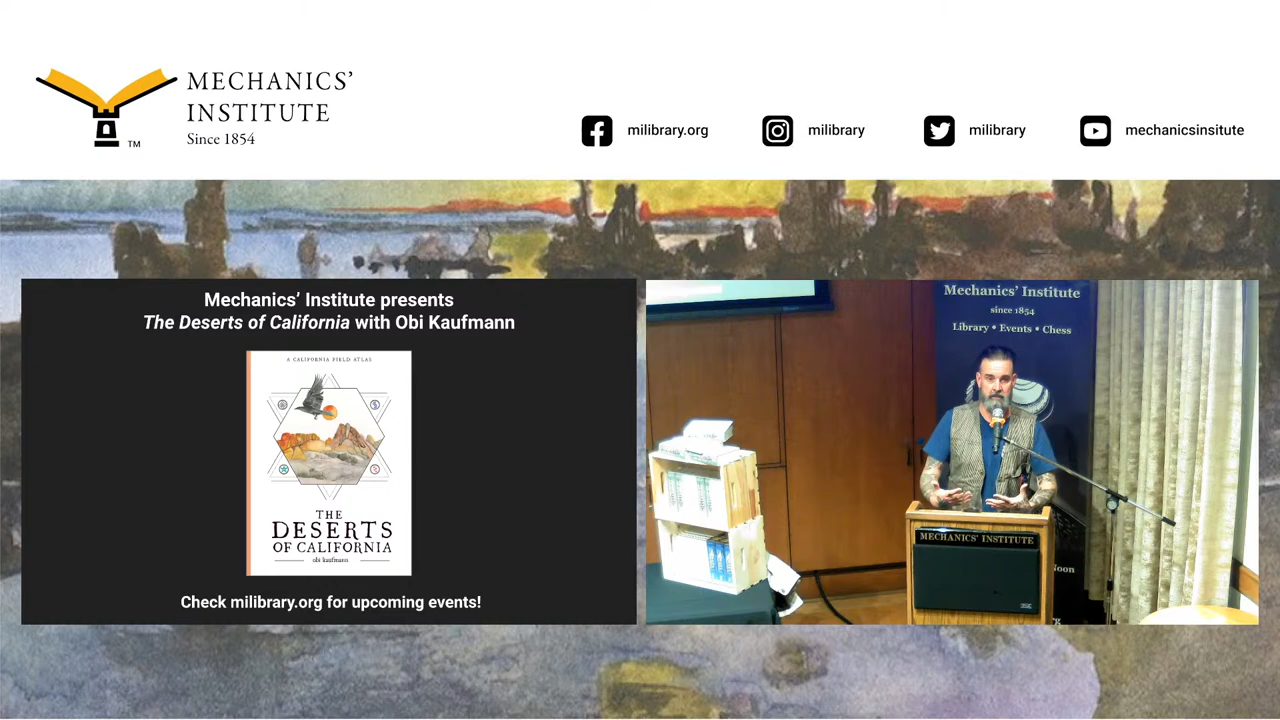 MECHANICS'
INSTITUTE
Since 1854
TM
milibrary.org
milibrary
milibrary
mechanicsinsitute
Mechanics' Institute presents
The Deserts of California with Obi Kaufmann
A CALIFORNIA FIELD ATLAS
THE
DESERTS
OF CALIFORNIA
obi kaufmann
Check milibrary.org for upcoming events!
Mechanics' Institute
since 1854
Library • Events • Chess
MECHANICS' INSTITUTE
Noon